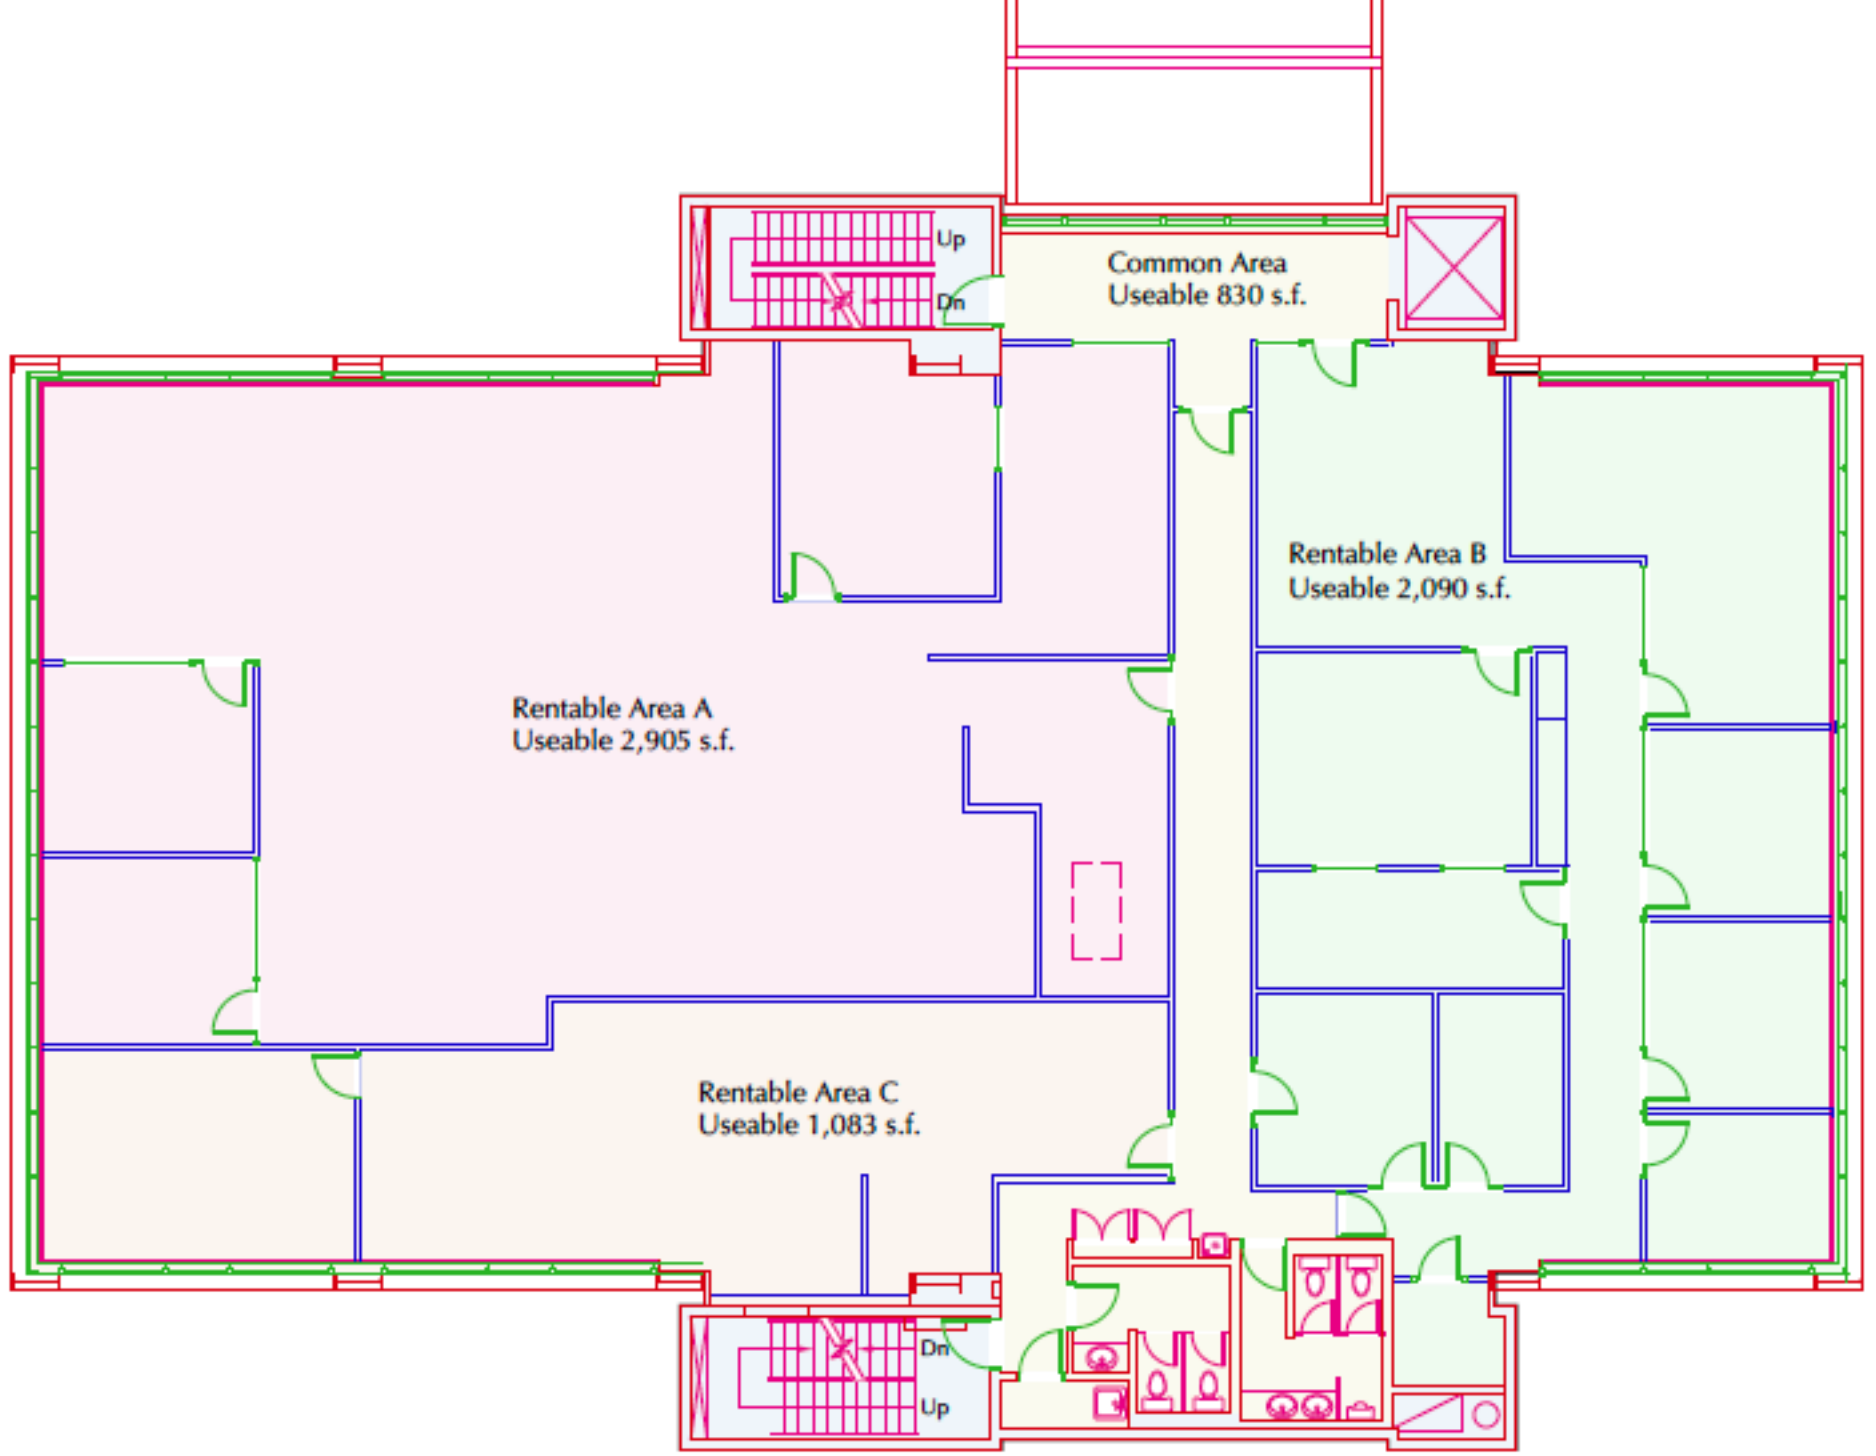 Up
Dn
Common Area
Useable 830 s.f.
Rentable Area B
Useable 2,090 s.f.
Rentable Area A
Useable 2,905 s.f.
Rentable Area C
Useable 1,083 s.f.
Dn
Up